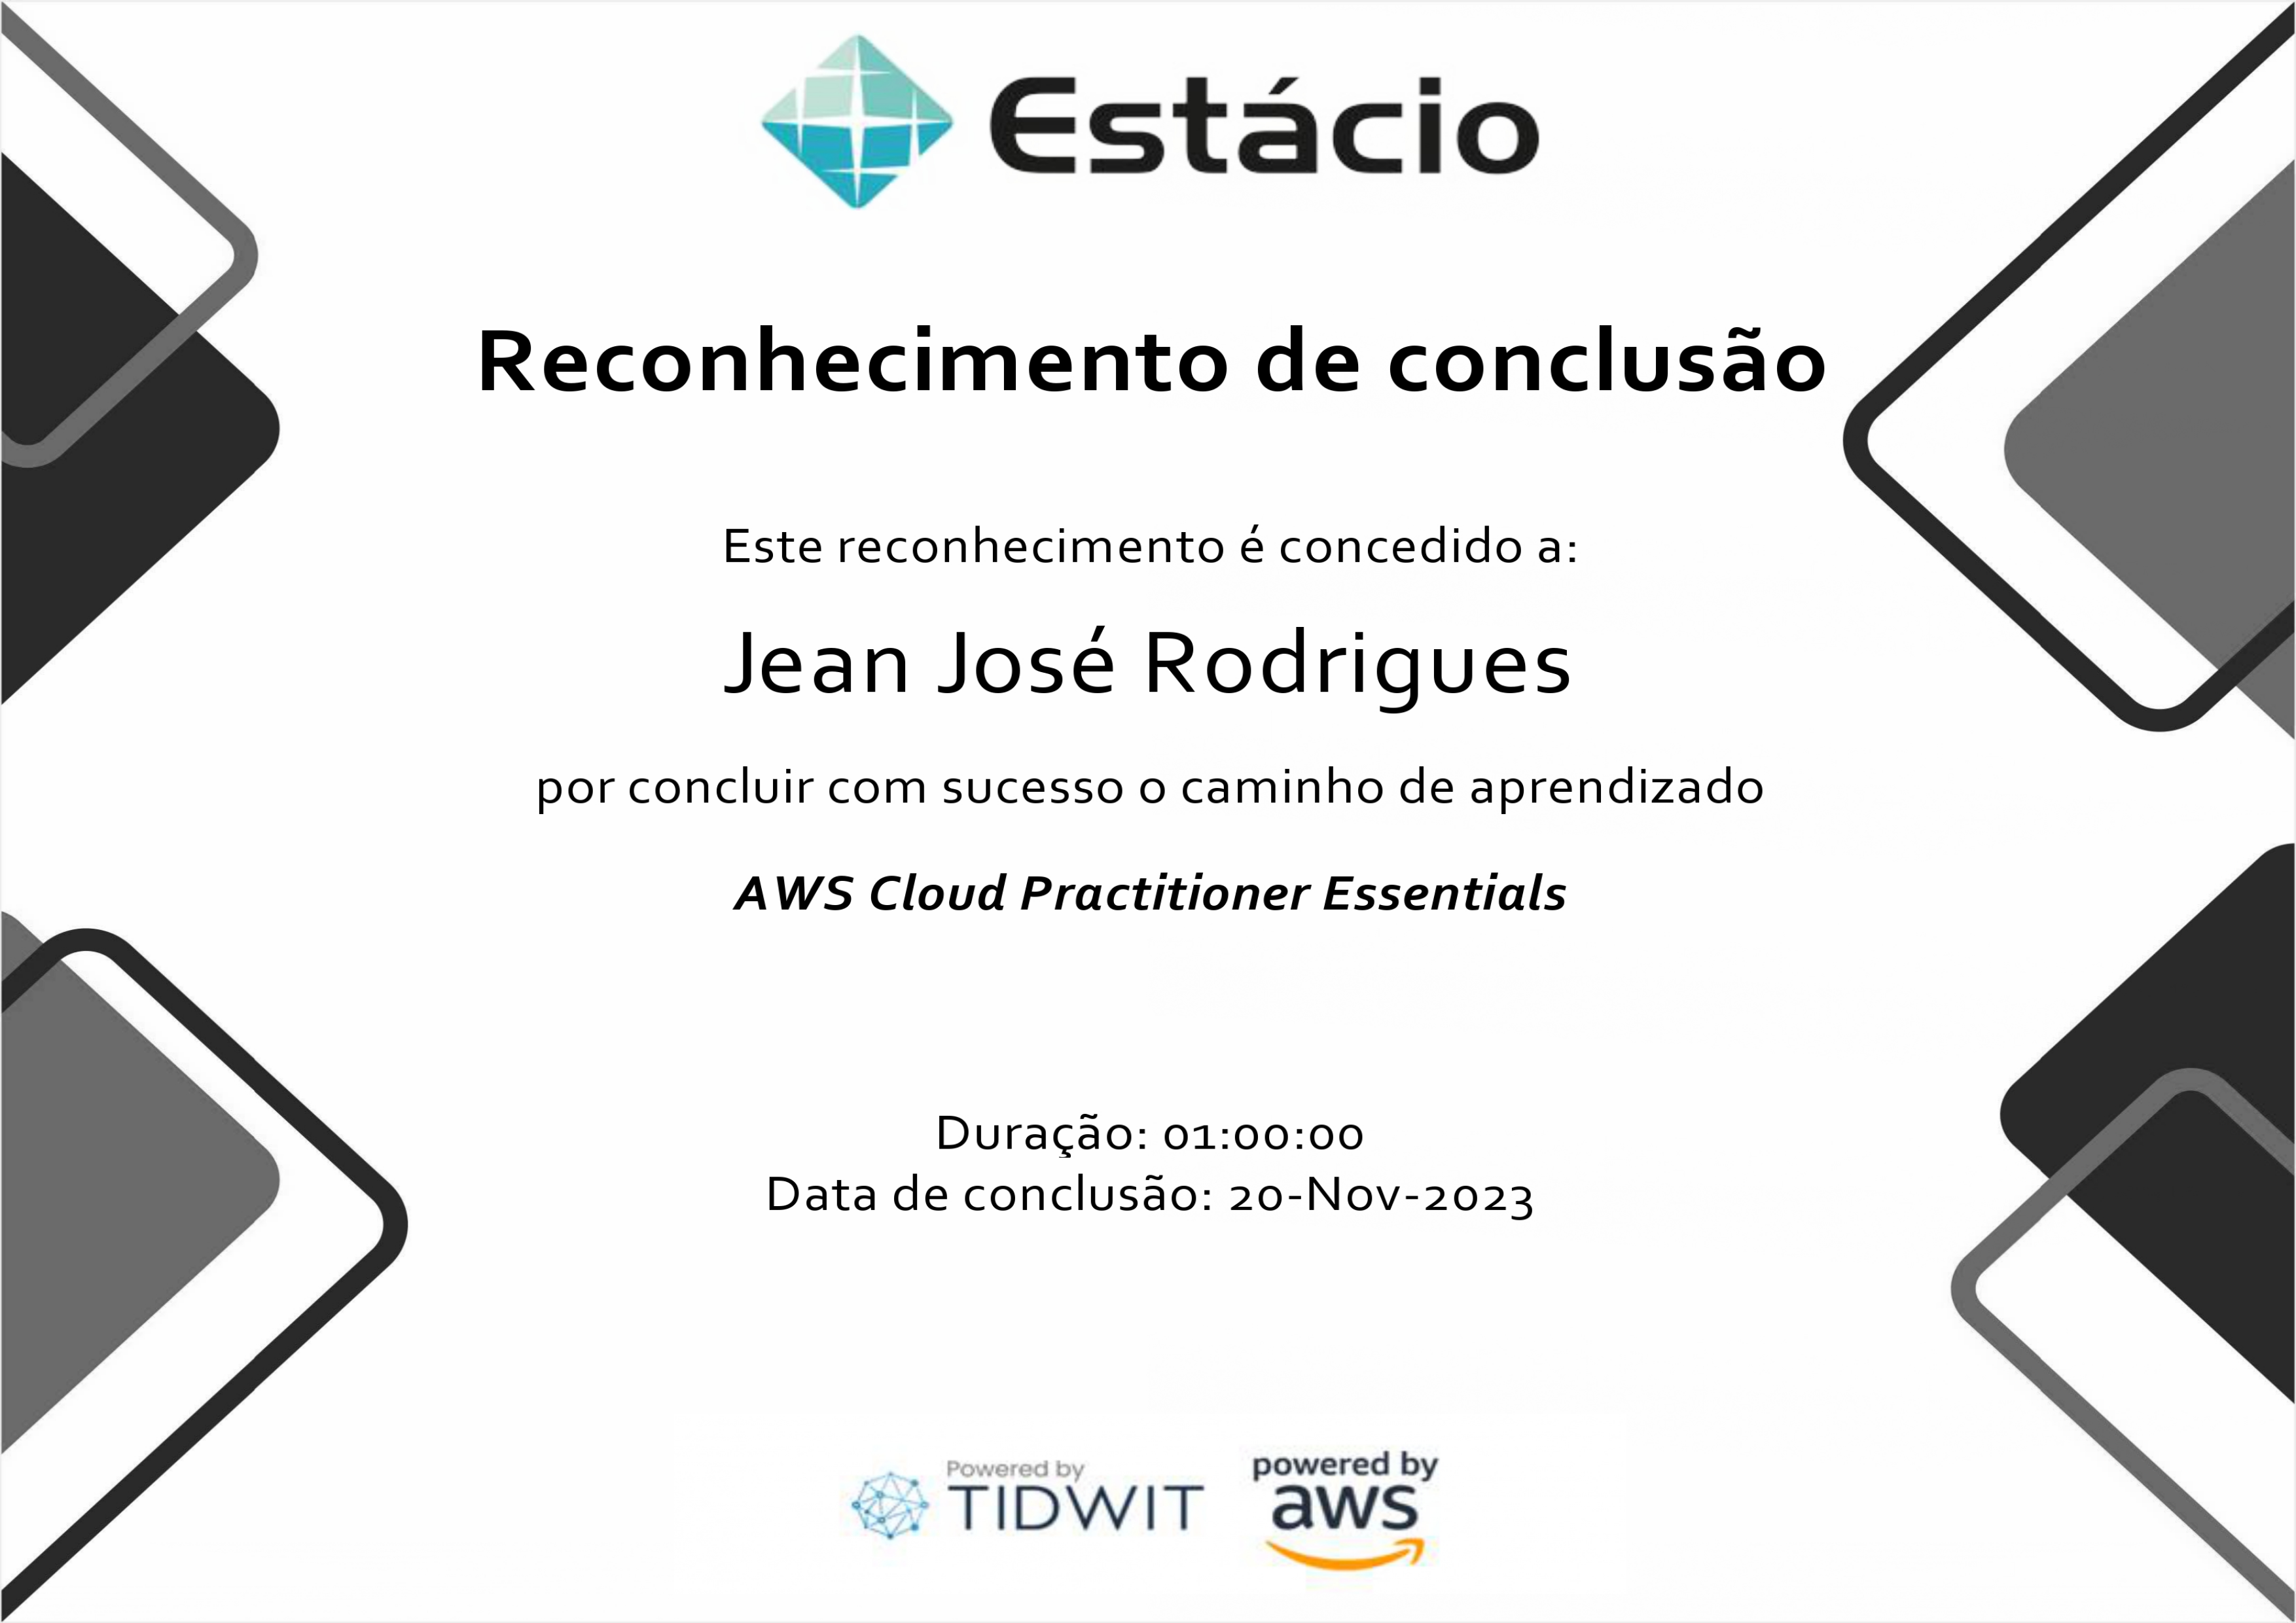 Estácio
Reconhecimento de conclusão
Este reconhecimento é concedido a:
Jean José Rodrigues
por concluir com sucesso o caminho de aprendizado
AWS Cloud Practitioner Essentials
Duração: 01:00:00
Data de conclusão: 20-Nov-2023
Powered by
TIDWIT
powered by
aws